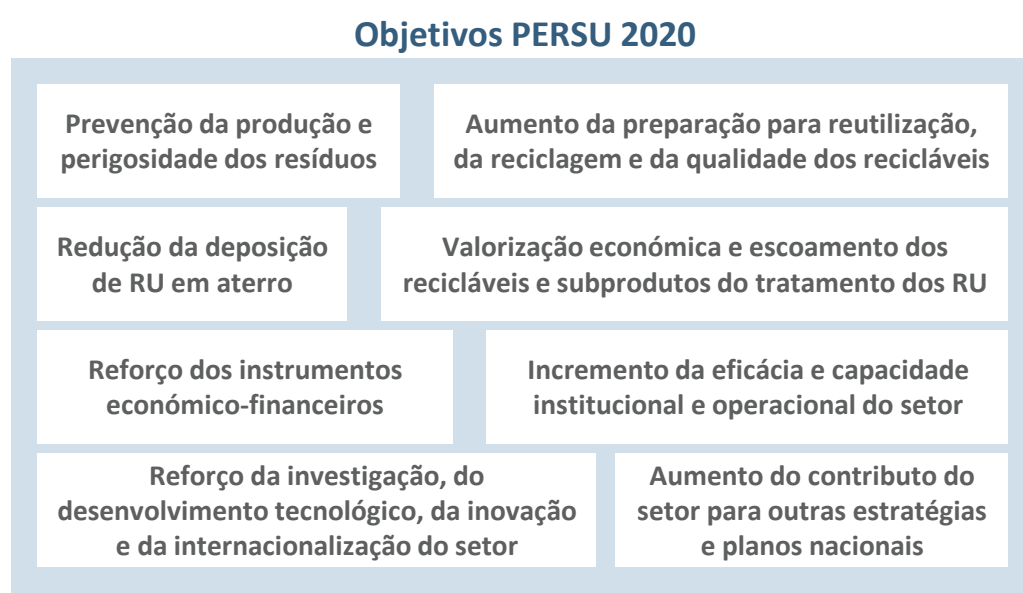 Objetivos PERSU 2020
Prevenção da produção e
perigosidade dos resíduos
Aumento da preparação para reutilização,
da reciclagem e da qualidade dos recicláveis
Redução da deposição
de RU em aterro
Valorização económica e escoamento dos
recicláveis e subprodutos do tratamento dos RU
Reforço dos instrumentos
económico-financeiros
Incremento da eficácia e capacidade
institucional e operacional do setor
Reforço da investigação, do
desenvolvimento tecnológico, da inovação
e da internacionalização do setor
Aumento do contributo do
setor para outras estratégias
e planos nacionais